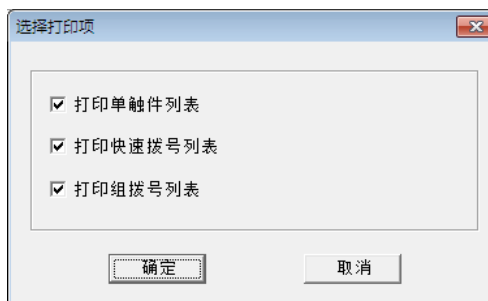 选择打印项
打印单触件列表
打印快速拨号列表
打印组拨号列表
确定
取消